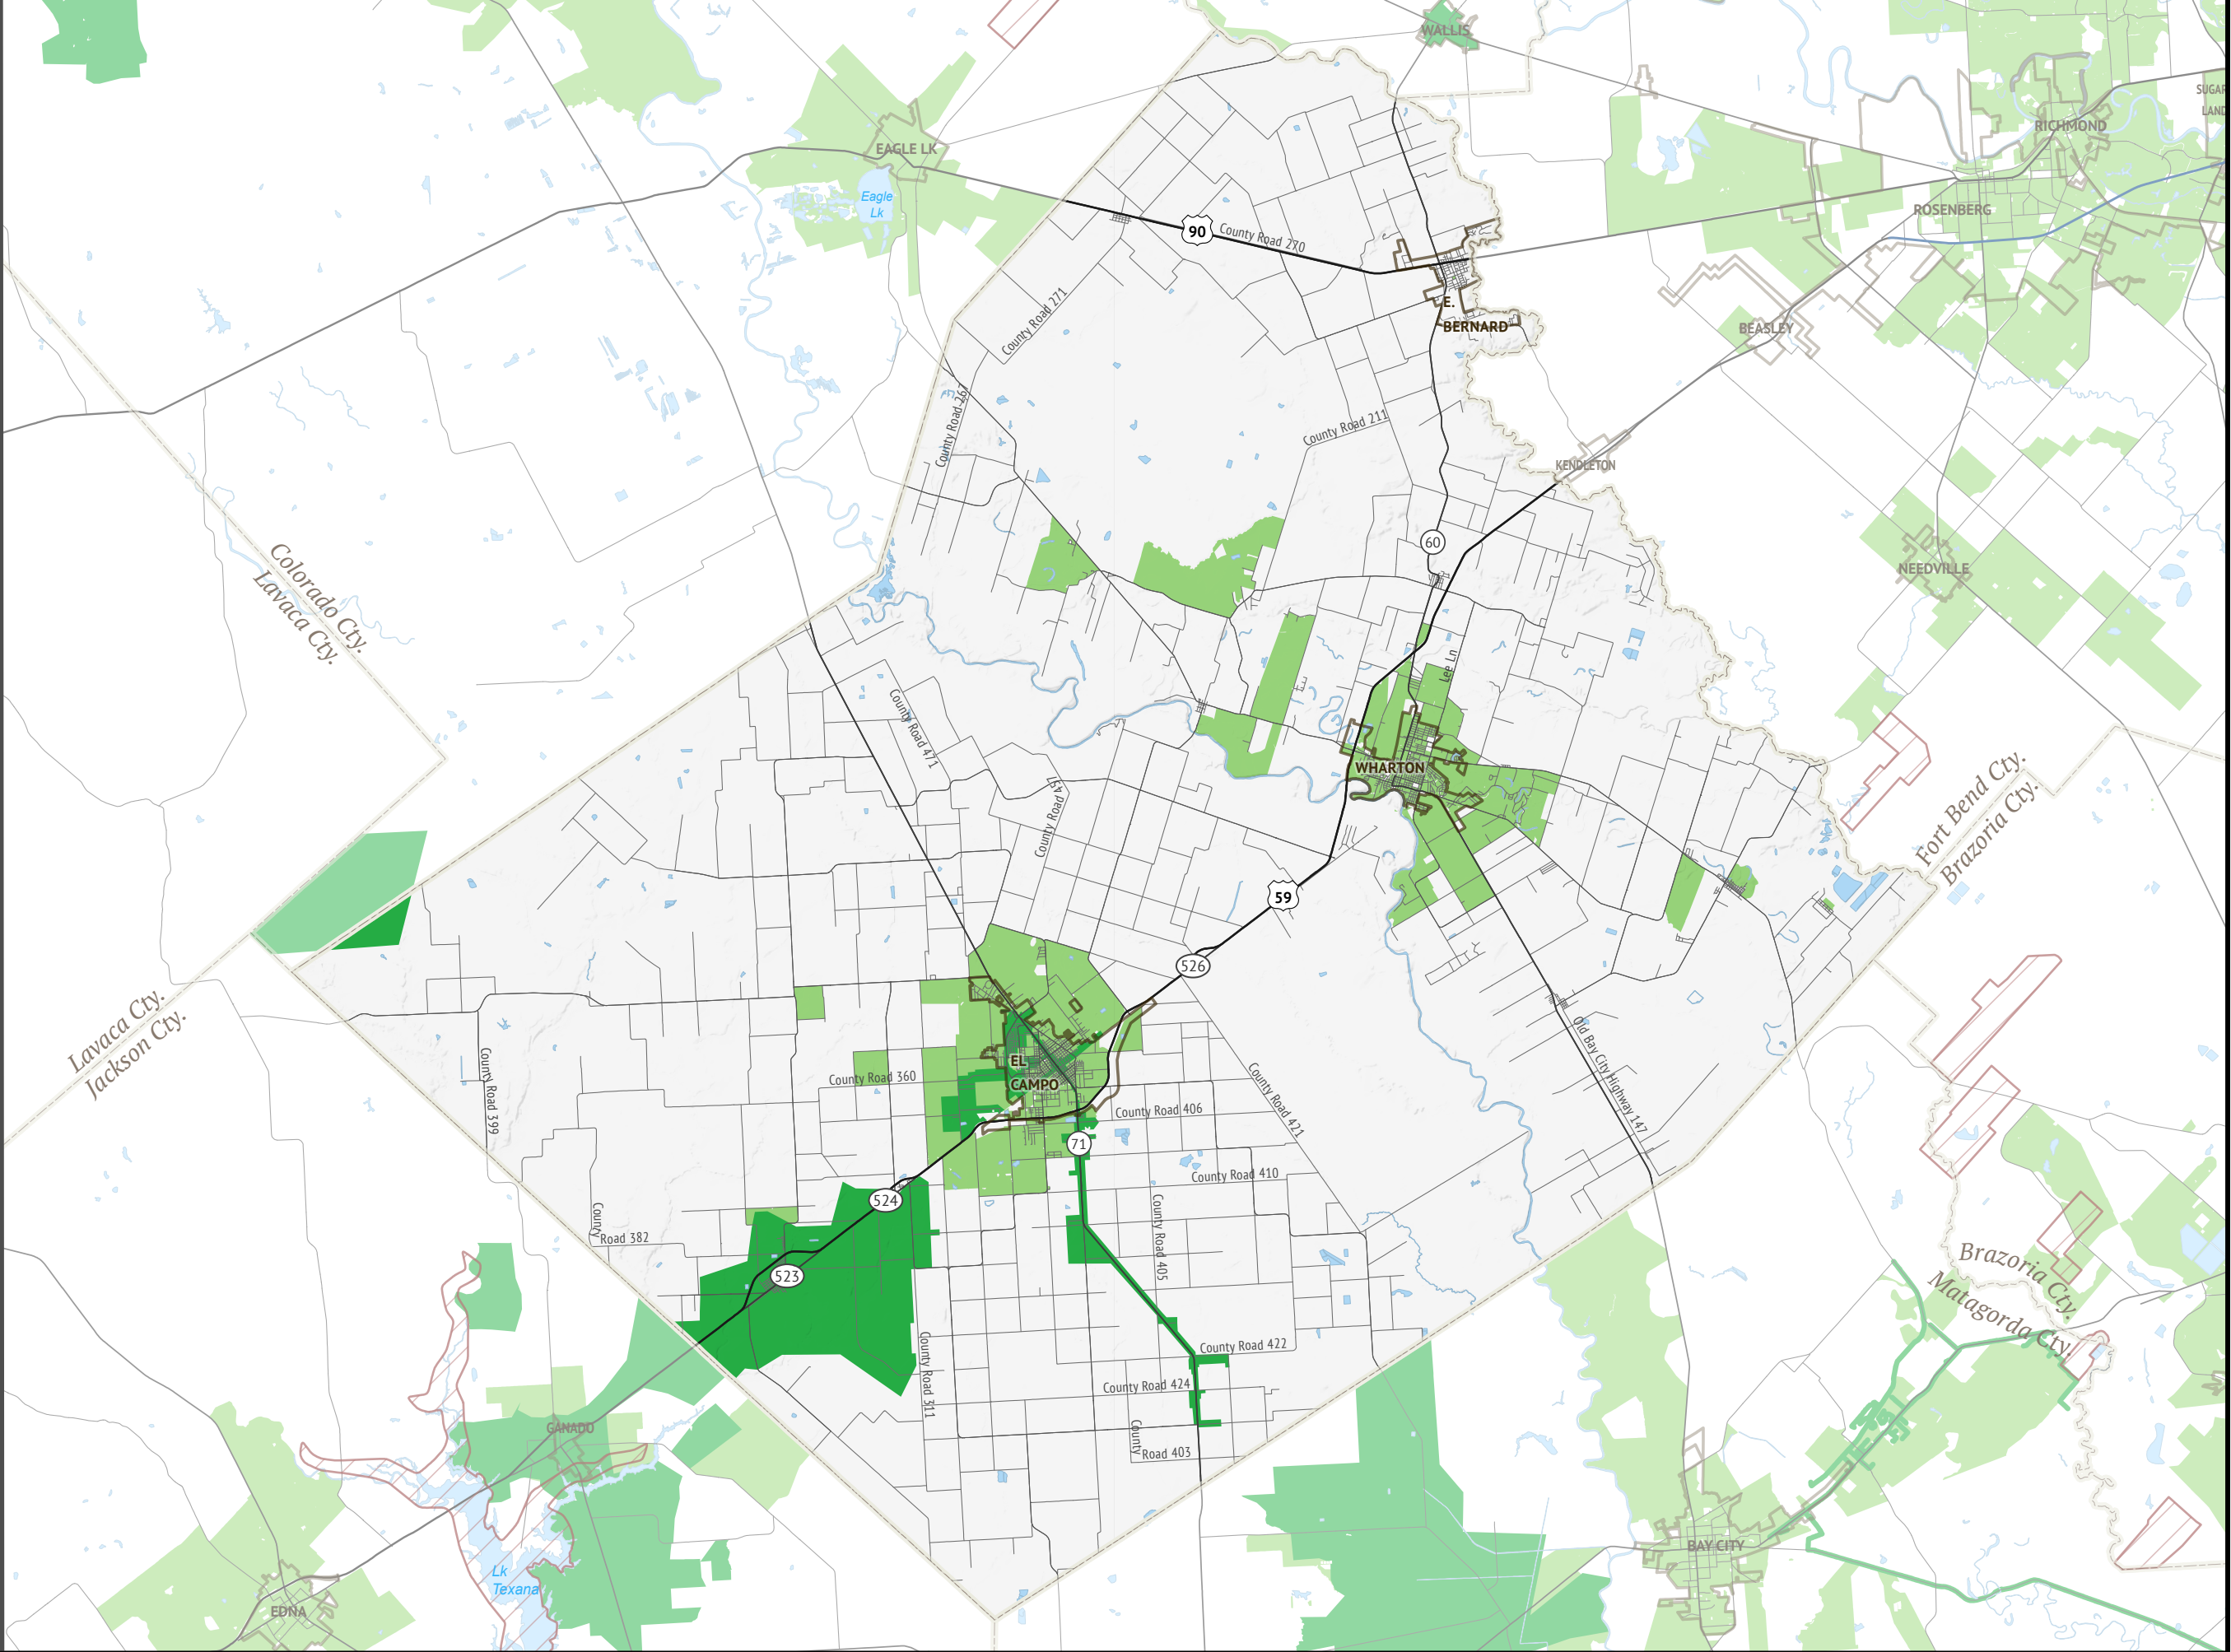 WALLIS
SUGAR
LAND
RICHMOND
EAGLE LK
Eagle
Lk
ROSENBERG
90
County Road 270
E.
BERNARD
BEASLEY
County Road 271
County Road 267
County Road 211
KENDLETON
60
NEEDVILLE
Colorado Cty.
Lavaca Cty.
Lee Ln
County Road 471
WHARTON
County Road 457
Fort Bend Cty.
Brazoria Cty.
59
526
Lavaca Cty.
Jackson Cty.
Old Bay City Highway 147
County Road 399
EL
CAMPO
County Road 360
County Road 406
County Road 421
71
County Road 410
524
County Road 405
County
Road 382
523
Brazoria Cty.
Matagorda Cty.
County Road 422
County Road 311
County Road 424
County
Road 403
GANADO
BAY CITY
Lk
Texana
EDNA